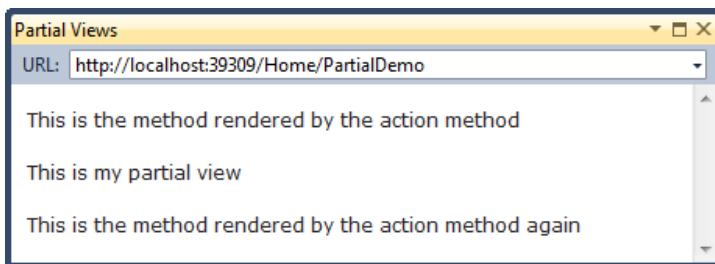 Partial Views
URL: http://localhost:39309/Home/PartialDemo
This is the method rendered by the action method
This is my partial view
This is the method rendered by the action method again